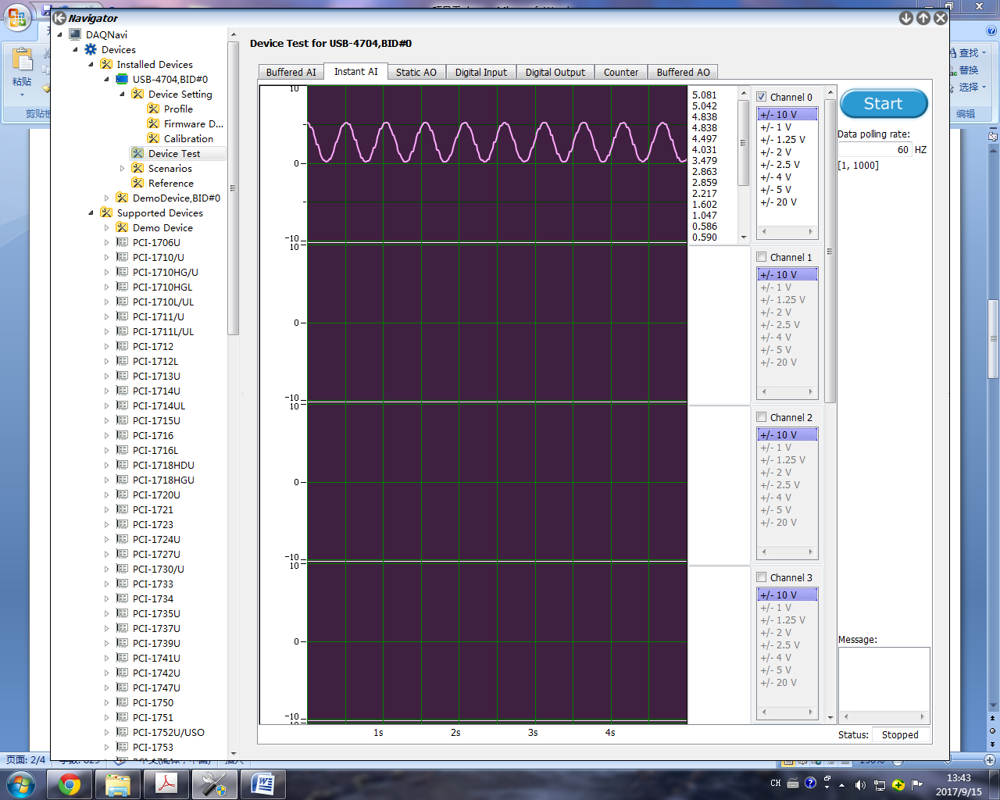 Navigator
DAQNavi
Devices
Installed Devices
USB-4704,BID#0
Device Setting
Profile
Firmware D...
Calibration
Device Test
Scenarios
Reference
DemoDevice,BID#0
Supported Devices
Demo Device
PCI-1706U
PCI-1710/U
PCI-1710HG/U
PCI-1710HGL
PCI-1710L/UL
PCI-1711/U
PCI-1711L/UL
PCI-1712
PCI-1712L
PCI-1713U
PCI-1714U
PCI-1714UL
PCI-1715U
PCI-1716
PCI-1716L
PCI-1718HDU
PCI-1718HGU
PCI-1720U
PCI-1721
PCI-1723
PCI-1724U
PCI-1727U
PCI-1730/U
PCI-1733
PCI-1734
PCI-1735U
PCI-1737U
PCI-1739U
PCI-1741U
PCI-1742U
PCI-1747U
PCI-1750
PCI-1751
PCI-1752U/USO
PCI-1753
Device Test for USB-4704,BID#0
Buffered AI
Instant AI
Static AO
Digital Input
Digital Output
Counter
Buffered AO
10
0
-10
10
0
-10
10
0
-10
10
0
-10
1s
2s
3s
4s
5.081
5.042
4.838
4.838
4.497
4.031
3.479
2.863
2.859
2.217
1.602
1.047
0.586
0.590
Channel 0
+/- 10 V
+/- 1 V
+/- 1.25 V
+/- 2 V
+/- 2.5 V
+/- 4 V
+/- 5 V
+/- 20 V
Channel 1
+/- 10 V
+/- 1 V
+/- 1.25 V
+/- 2 V
+/- 2.5 V
+/- 4 V
+/- 5 V
+/- 20 V
Channel 2
+/- 10 V
+/- 1 V
+/- 1.25 V
+/- 2 V
+/- 2.5 V
+/- 4 V
+/- 5 V
+/- 20 V
Channel 3
+/- 10 V
+/- 1 V
+/- 1.25 V
+/- 2 V
+/- 2.5 V
+/- 4 V
+/- 5 V
+/- 20 V
Start
Data polling rate:
60 HZ
[1, 1000]
Message:
Status: Stopped
粘贴
剪贴板
查找
替换
选择
编辑
页面: 2/4
CH
13:43
2017/9/15